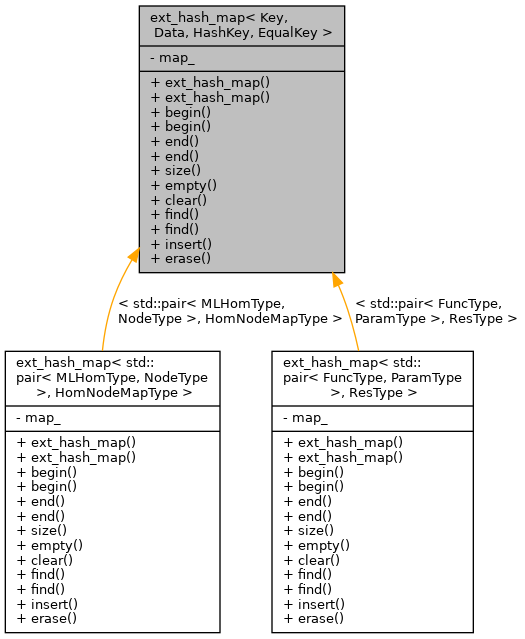 ext_hash_map< Key,
Data, HashKey, EqualKey >
- map_
+ ext_hash_map()
+ ext_hash_map()
+ begin()
+ begin()
+ end()
+ end()
+ size()
+ empty()
+ clear()
+ find()
+ find()
+ insert()
+ erase()
< std::pair< MLHomType,
NodeType >, HomNodeMapType >
< std::pair< FuncType,
ParamType >, ResType >
ext_hash_map< std::
pair< MLHomType, NodeType
>, HomNodeMapType >
- map_
+ ext_hash_map()
+ ext_hash_map()
+ begin()
+ begin()
+ end()
+ end()
+ size()
+ empty()
+ clear()
+ find()
+ find()
+ insert()
+ erase()
ext_hash_map< std::
pair< FuncType, ParamType
>, ResType >
- map_
+ ext_hash_map()
+ ext_hash_map()
+ begin()
+ begin()
+ end()
+ end()
+ size()
+ empty()
+ clear()
+ find()
+ find()
+ insert()
+ erase()